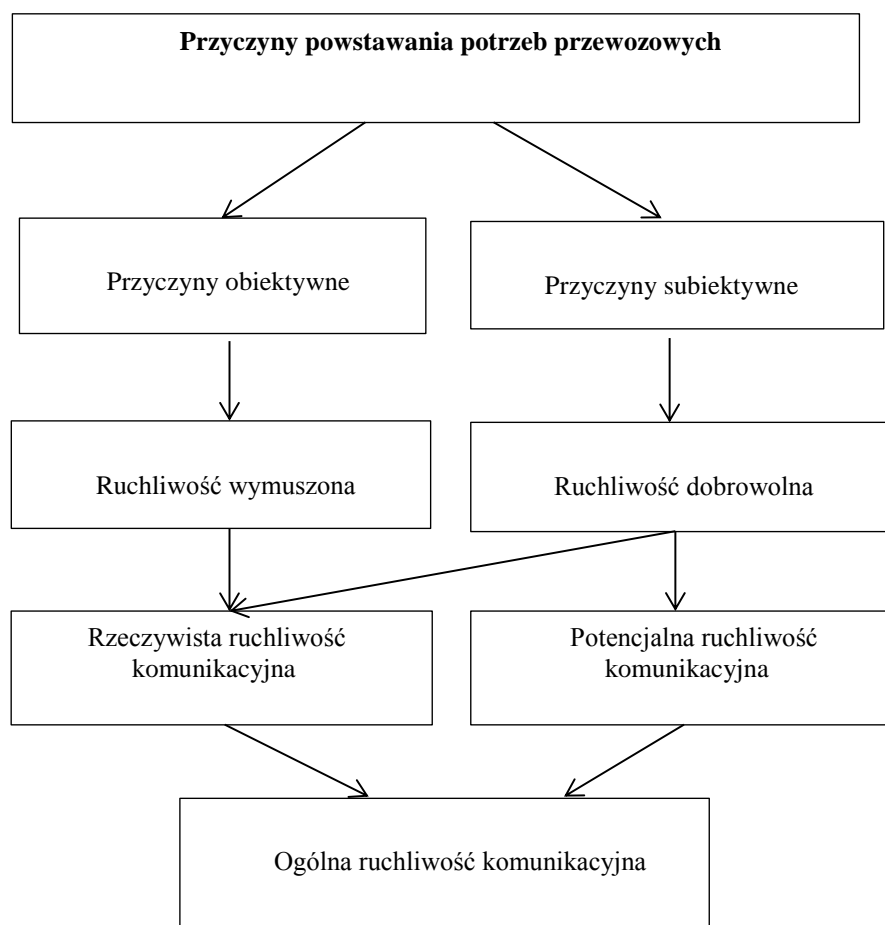 Przyczyny powstawania potrzeb przewozowych
Przyczyny obiektywne
Przyczyny subiektywne
Ruchliwość wymuszona
Ruchliwość dobrowolna
Rzeczywista ruchliwość
komunikacyjna
Potencjalna ruchliwość
komunikacyjna
Ogólna ruchliwość komunikacyjna